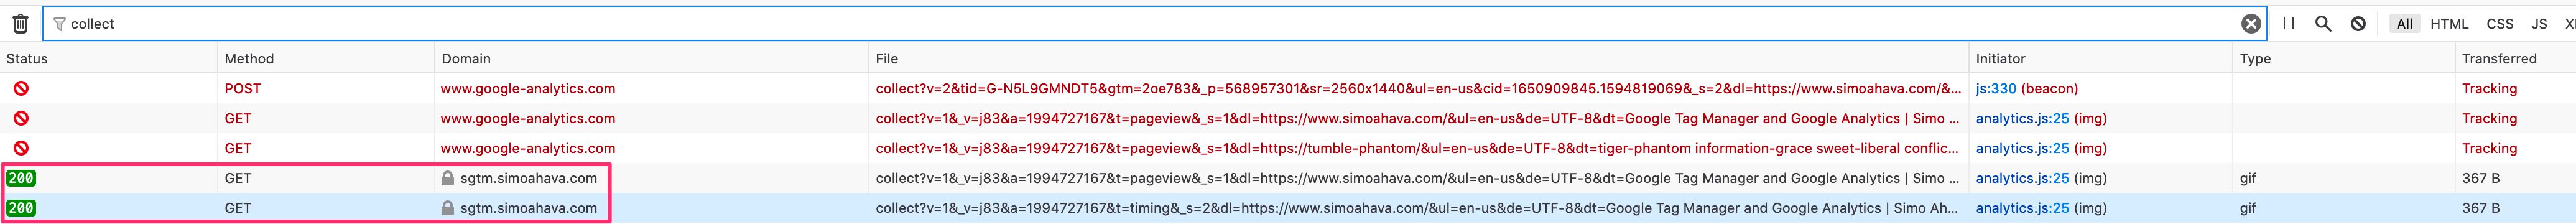 collect All HTML CSS JS X
Status Method Domain File Initiator Type Transferred
POST www.google-analytics.com collect?v=2&tid=G-N5L9GMNDT5&gtm=2oe783&_p=568957301&sr=2560x1440&ul=en-us&cid=1650909845.1594819069&_s=2&dl=https://www.simoahava.com/&… js:330 (beacon) Tracking
GET www.google-analytics.com collect?v=1&_v=j83&a=1994727167&t=pageview&_s=1&dl=https://www.simoahava.com/&ul=en-us&de=UTF-8&dt=Google Tag Manager and Google Analytics | Simo … analytics.js:25 (img) Tracking
GET www.google-analytics.com collect?v=1&_v=j83&a=1994727167&t=pageview&_s=1&dl=https://tumble-phantom/&ul=en-us&de=UTF-8&dt=tiger-phantom information-grace sweet-liberal conflic… analytics.js:25 (img) Tracking
200 GET sgtm.simoahava.com collect?v=1&_v=j83&a=1994727167&t=pageview&_s=1&dl=https://www.simoahava.com/&ul=en-us&de=UTF-8&dt=Google Tag Manager and Google Analytics | Simo … analytics.js:25 (img) gif 367 B
200 GET sgtm.simoahava.com collect?v=1&_v=j83&a=1994727167&t=timing&_s=2&dl=https://www.simoahava.com/&ul=en-us&de=UTF-8&dt=Google Tag Manager and Google Analytics | Simo Ah… analytics.js:25 (img) gif 367 B